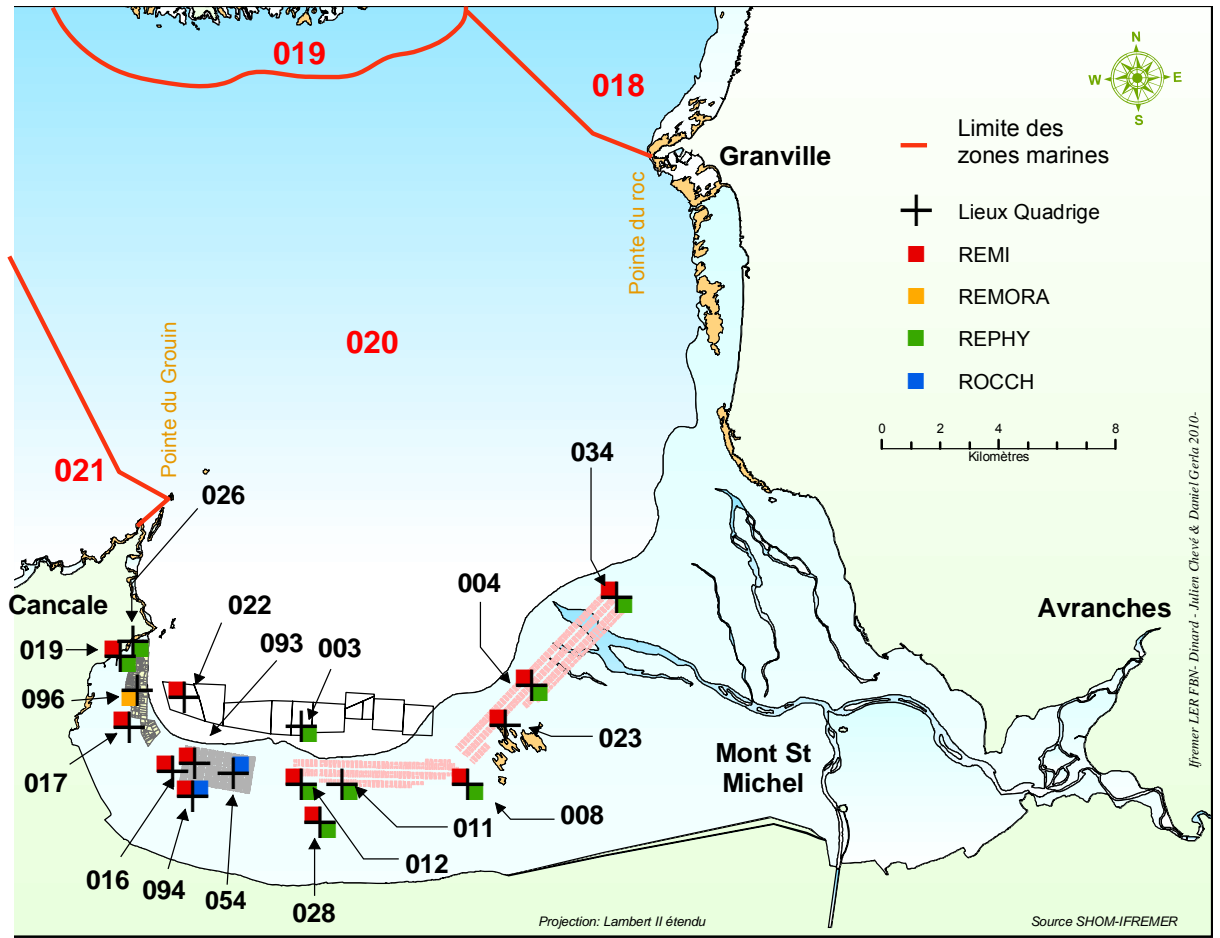 019
018
N
W
E
S
Granville
Limite des
zones marines
Lieux Quadrige
REMI
REMORA
REPHY
ROCCH
0
2
4
8
Kilomètres
Pointe du roc
020
Pointe du Grouin
021
026
034
Cancale
022
004
Avranches
019
093
003
096
023
Mont St
Michel
017
011
008
012
016
094
054
028
Projection: Lambert II étendu
Source SHOM-IFREMER
Ifremer LER FBN- Dinard - Julien Chevé & Daniel Gerla 2010-